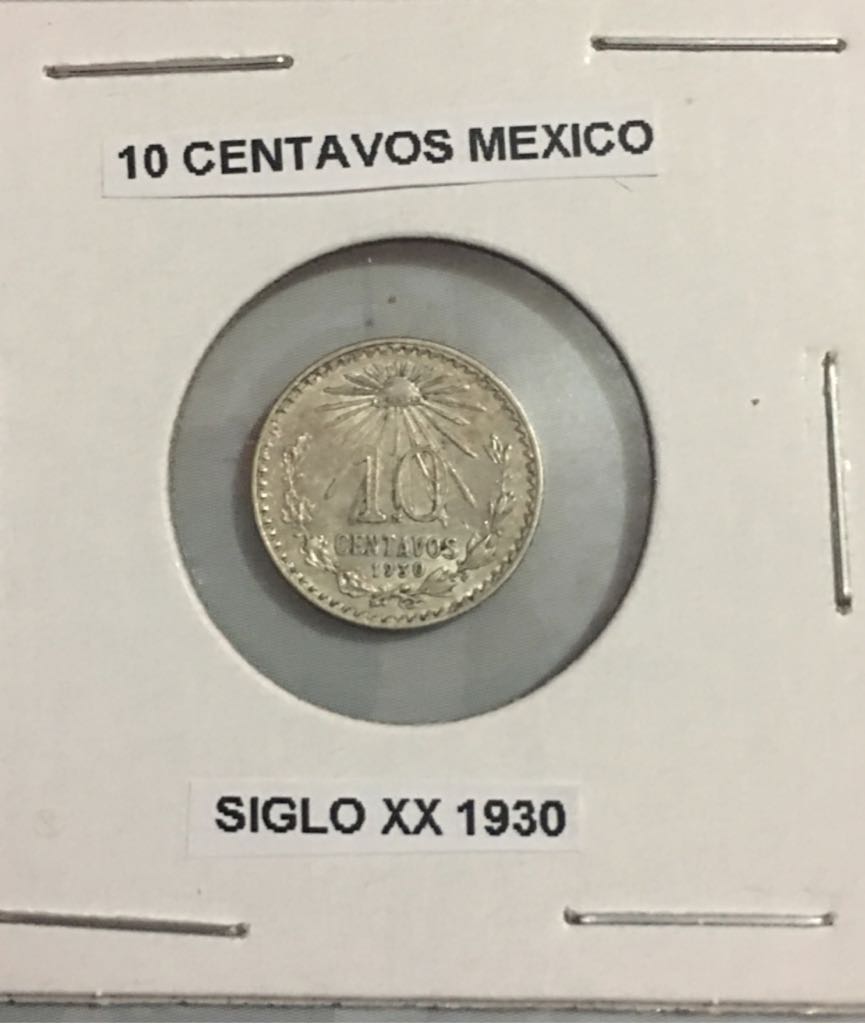 10 CENTAVOS MEXICO
10
CENTAVOS
1930
SIGLO XX 1930